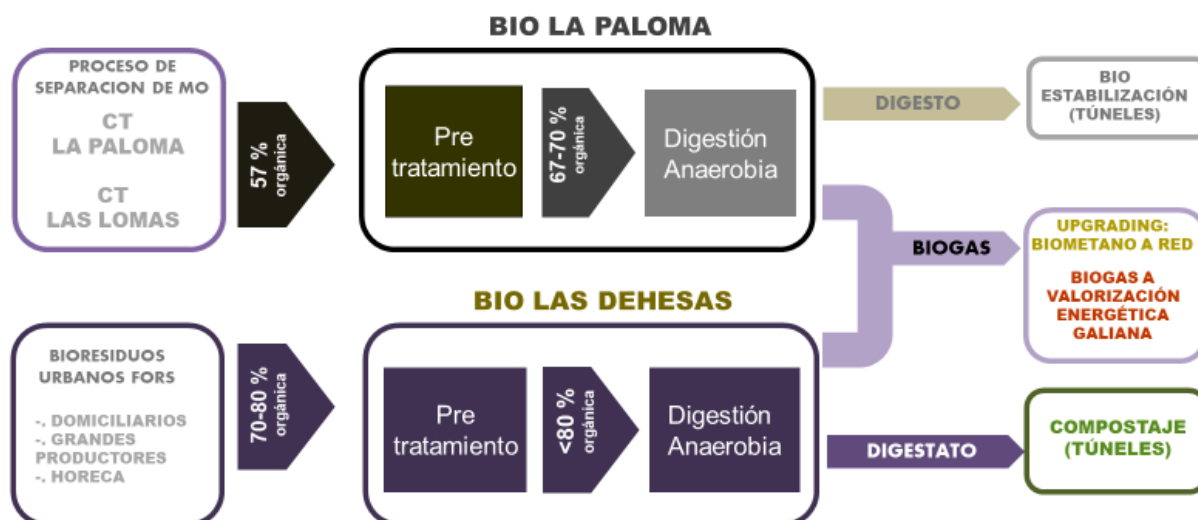 BIO LA PALOMA
PROCESO DE
SEPARACION DE MO
CT
LA PALOMA
CT
LAS LOMAS
57 %
orgánica
Pre
tratamiento
67-70 %
orgánica
Digestión
Anaerobia
DIGESTO
BIO
ESTABILIZACIÓN
(TÚNELES)
BIOGAS
UPGRADING:
BIOMETANO A RED
BIOGAS A
VALORIZACIÓN
ENERGÉTICA
GALIANA
BIO LAS DEHESAS
BIORESIDUOS
URBANOS FORS
-. DOMICILIARIOS
-. GRANDES
PRODUCTORES
-. HORECA
70-80 %
orgánica
Pre
tratamiento
<80 %
orgánica
Digestión
Anaerobia
DIGESTATO
COMPOSTAJE
(TÚNELES)